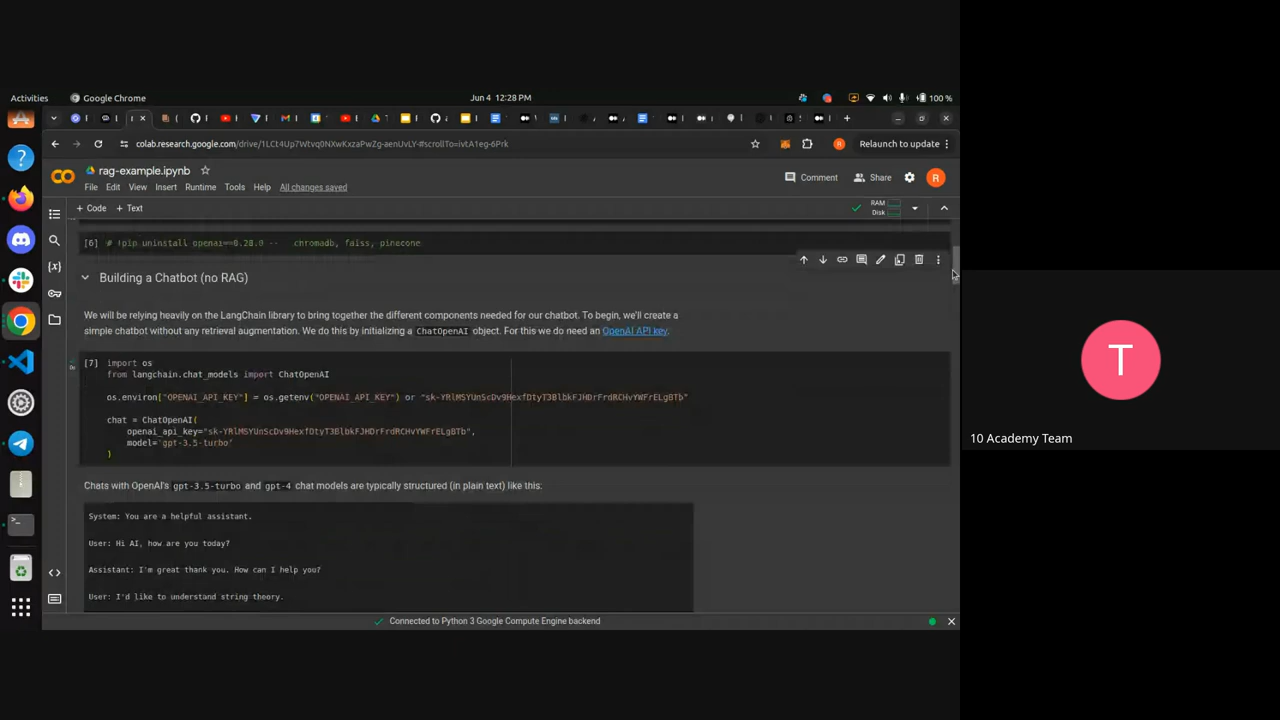 Activities
Google Chrome
Jun 4 12:28 PM
100 %
colab.research.google.com/drive/
Relaunch to update
rag-example.ipynb
File Edit View Insert Runtime Tools Help All changes saved
Comment
Share
R
+ Code + Text
RAM
Disk
[6] # !pip uninstall openai==0.28.0 -- chromadb, faiss, pinecone
Building a Chatbot (no RAG)
We will be relying heavily on the LangChain library to bring together the different components needed for our chatbot. To begin, we'll create a
simple chatbot without any retrieval augmentation. We do this by initializing a ChatOpenAI object. For this we do need an OpenAI API key.
[7] import os
from langchain.chat_models import ChatOpenAI
os.environ["OPENAI_API_KEY"] = os.getenv("OPENAI_API_KEY") or
chat = ChatOpenAI(
openai_api_key=
model='gpt-3.5-turbo'
)
Chats with OpenAI's gpt-3.5-turbo and gpt-4 chat models are typically structured (in plain text) like this:
System: You are a helpful assistant.
User: Hi AI, how are you today?
Assistant: I'm great thank you. How can I help you?
User: I'd like to understand string theory.
Connected to Python 3 Google Compute Engine backend
T
10 Academy Team